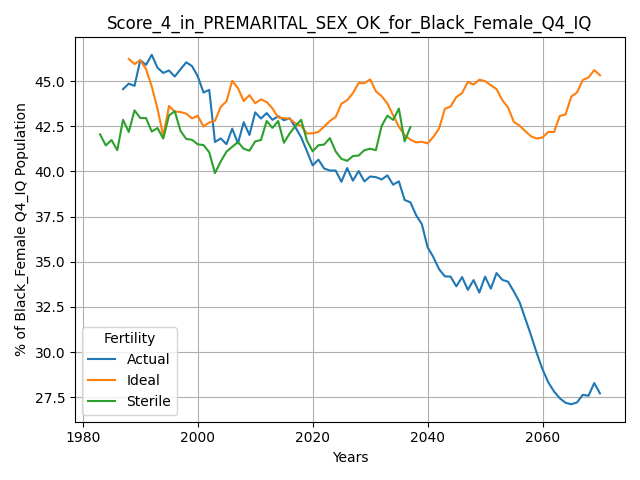 Score_4_in_PREMARITAL_SEX_OK_for_Black_Female_Q4_IQ
% of Black_Female Q4_IQ Population
45.0
42.5
40.0
37.5
35.0
32.5
30.0
27.5
Fertility
Actual
Ideal
Sterile
1980
2000
2020
2040
2060
Years